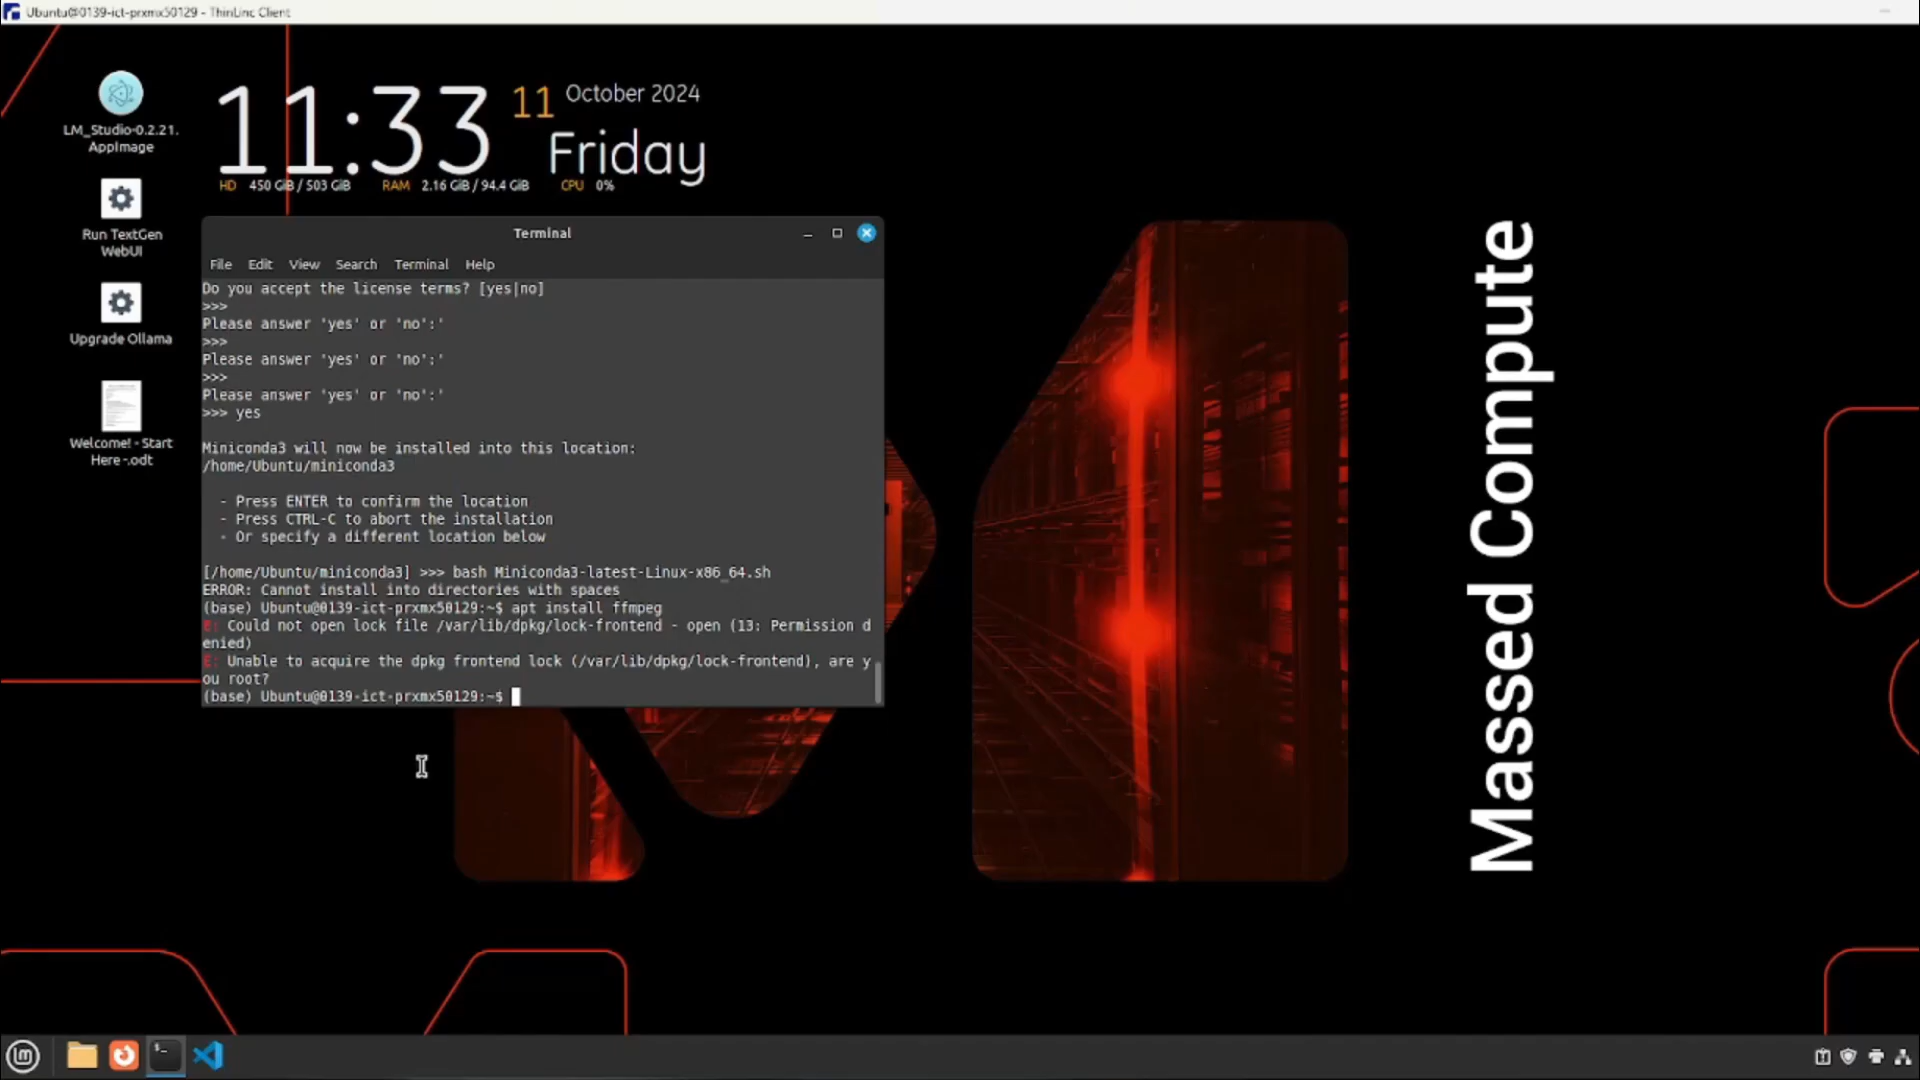 Ubuntu@0139-ict-prxmx50129 - ThinLinc Client
LM_Studio-0.2.21.
AppImage
Run TextGen
WebUI
Upgrade Ollama
Welcome! - Start
Here -.odt
11:33
11
October 2024
Friday
HD 450 GiB / 503 GiB RAM 2.16 GiB / 94.4 GiB CPU 0%
Terminal
File Edit View Search Terminal Help
Do you accept the license terms? [yes|no]
>>>
Please answer 'yes' or 'no':'
>>>
Please answer 'yes' or 'no':'
>>>
Please answer 'yes' or 'no':'
>>> yes
Miniconda3 will now be installed into this location:
/home/Ubuntu/miniconda3
- Press ENTER to confirm the location
- Press CTRL-C to abort the installation
- Or specify a different location below
[/home/Ubuntu/miniconda3] >>> bash Miniconda3-latest-Linux-x86_64.sh
ERROR: Cannot install into directories with spaces
(base) Ubuntu@0139-ict-prxmx50129:~$ apt install ffmpeg
E: Could not open lock file /var/lib/dpkg/lock-frontend - open (13: Permission d
enied)
E: Unable to acquire the dpkg frontend lock (/var/lib/dpkg/lock-frontend), are y
ou root?
(base) Ubuntu@0139-ict-prxmx50129:~$
Massed Compute